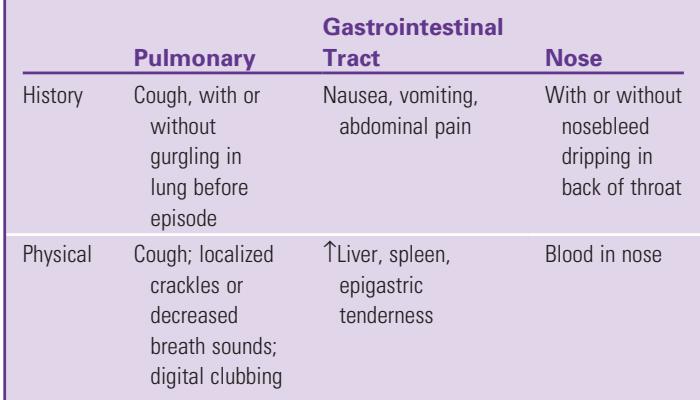 Gastrointestinal
Pulmonary Tract Nose
History Cough, with or Nausea, vomiting, With or without
without abdominal pain nosebleed
gurgling in dripping in
lung before back of throat
episode
Physical Cough; localized ↑Liver, spleen, Blood in nose
crackles or epigastric
decreased tenderness
breath sounds;
digital clubbing